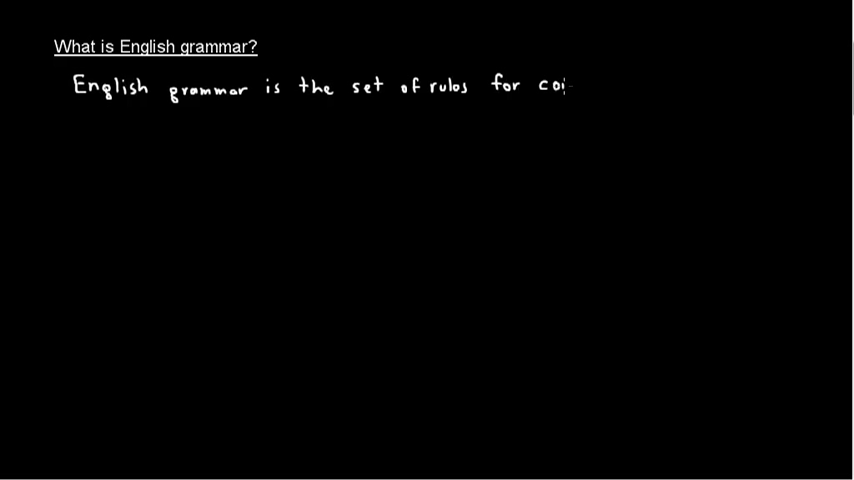 What is English grammar?
English grammar is the set of rules for